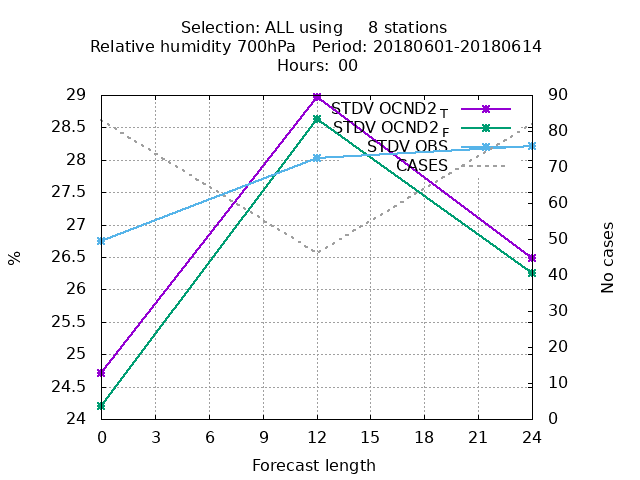 Selection: ALL using     8 stations
Relative humidity 700hPa   Period: 20180601-20180614
Hours: 00
29
28.5
28
27.5
27
26.5
26
25.5
25
24.5
24
%
STDV OCND2 T
STDV OCND2 F
STDV OBS
CASES
90
80
70
60
50
40
30
20
10
0
No cases
0 3 6 9 12 15 18 21 24
Forecast length